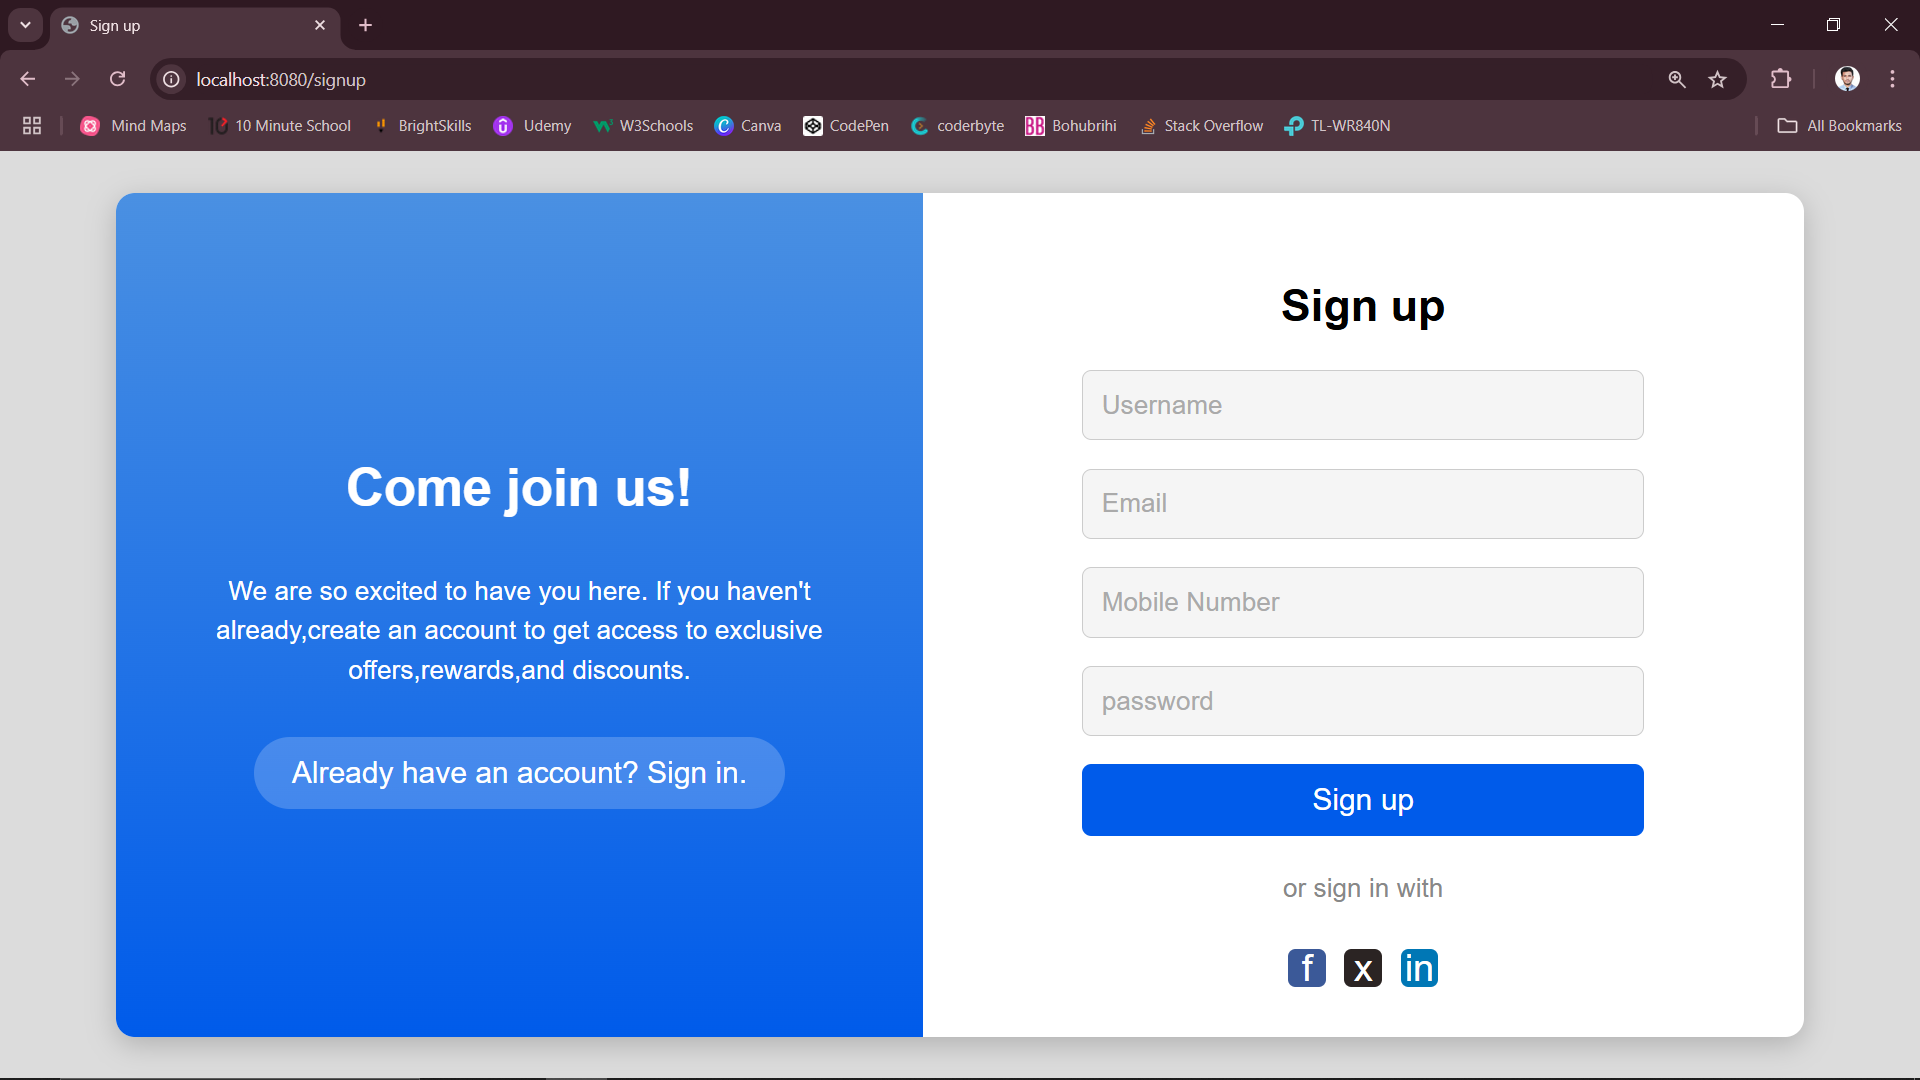 Sign up
localhost:8080/signup
Mind Maps
10 Minute School
BrightSkills
Udemy
W3Schools
Canva
CodePen
coderbyte
BB Bohubrihi
Stack Overflow
TL-WR840N
All Bookmarks
Come join us!
We are so excited to have you here. If you haven't
already,create an account to get access to exclusive
offers,rewards,and discounts.
Already have an account? Sign in.
Sign up
Username
Email
Mobile Number
password
Sign up
or sign in with
f x in